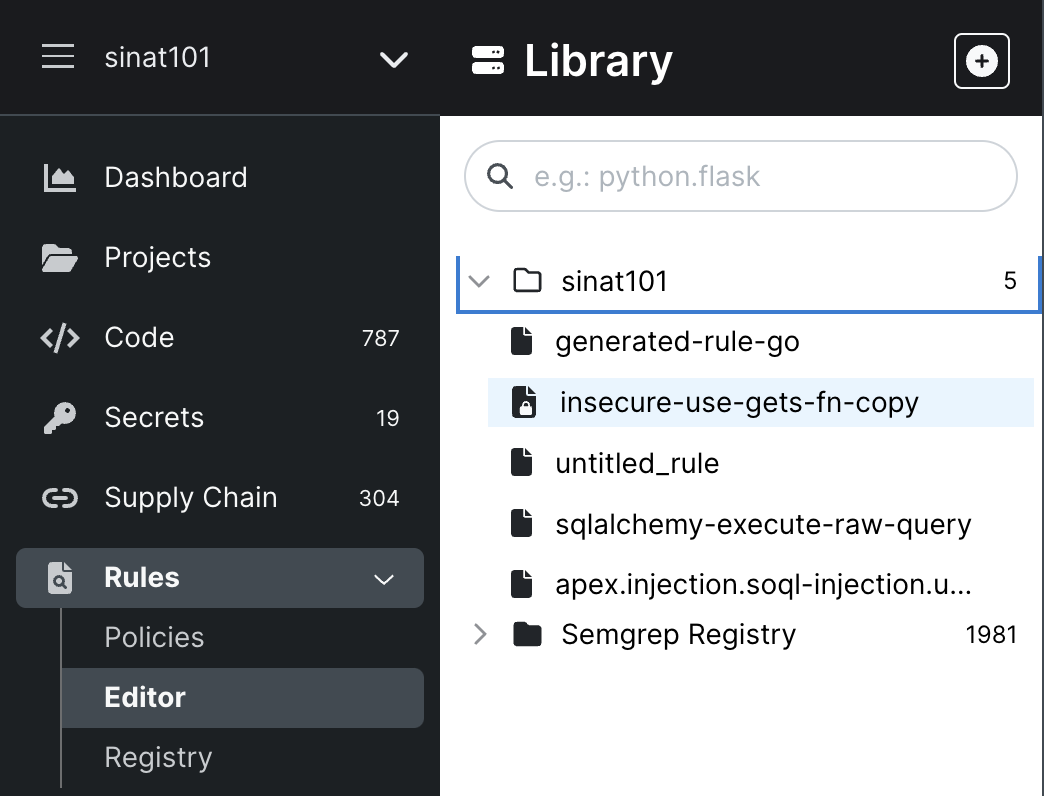 sinat101
Library
Dashboard
Projects
Code 787
Secrets 19
Supply Chain 304
Rules
Policies
Editor
Registry
e.g.: python.flask
sinat101 5
generated-rule-go
insecure-use-gets-fn-copy
untitled_rule
sqlalchemy-execute-raw-query
apex.injection.soql-injection.u...
Semgrep Registry 1981